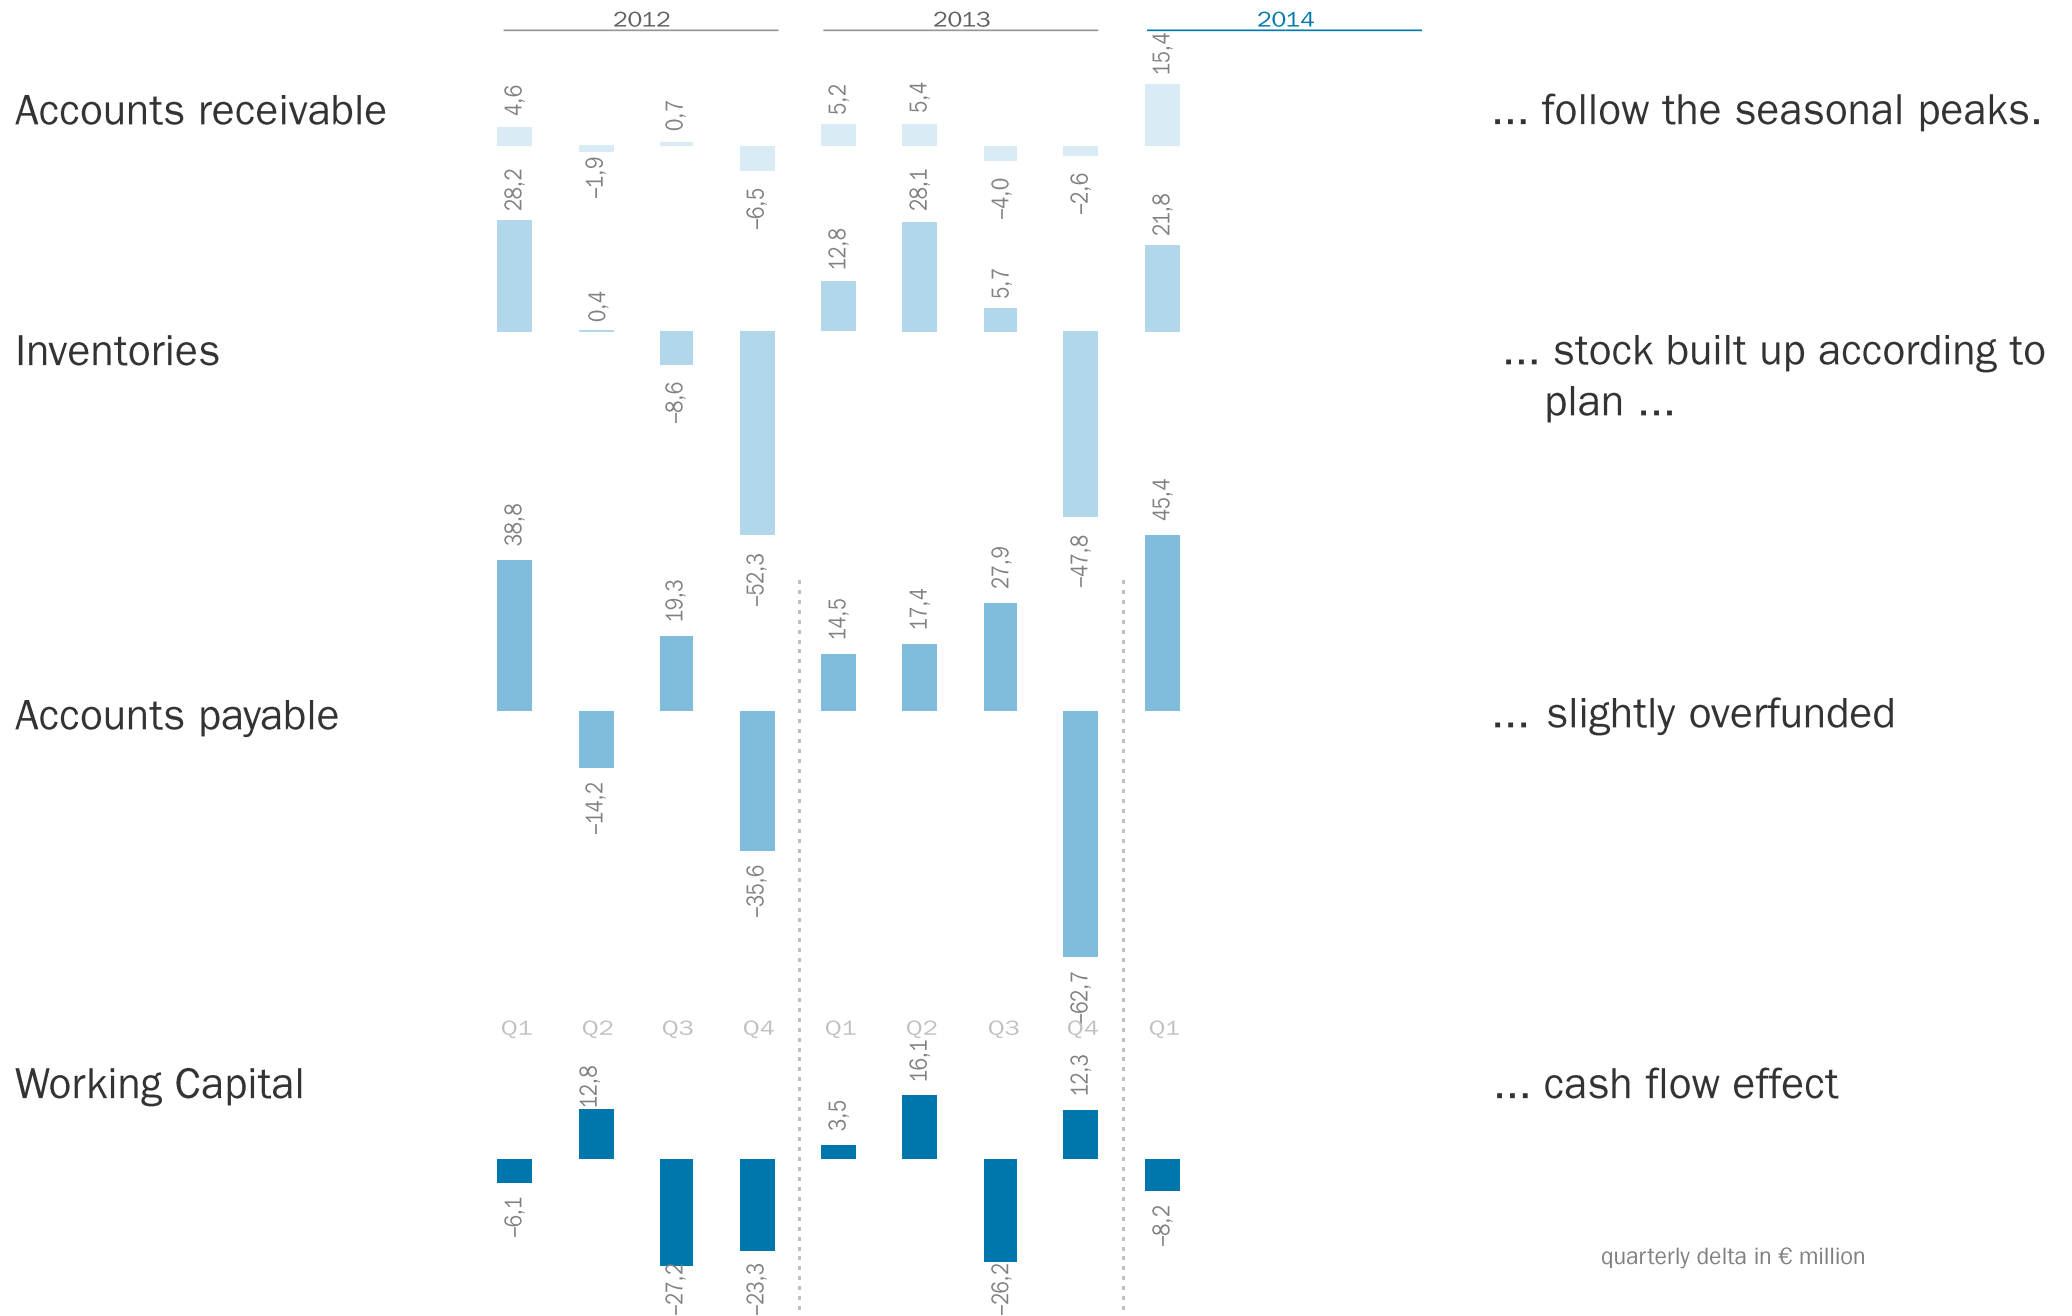 2012 2013 2014
Accounts receivable
4,6 –1,9 0,7 –6,5 5,2 5,4 –4,0 –2,6 15,4
... follow the seasonal peaks.
Inventories
28,2 0,4 –8,6 –52,3 12,8 28,1 5,7 –47,8 21,8
... stock built up according to
plan ...
Accounts payable
38,8 –14,2 19,3 –35,6 14,5 17,4 27,9 –62,7 45,4
... slightly overfunded
Q1 Q2 Q3 Q4 Q1 Q2 Q3 Q4 Q1
Working Capital
–6,1 12,8 –27,2 –23,3 3,5 16,1 –26,2 12,3 –8,2
... cash flow effect
quarterly delta in € million